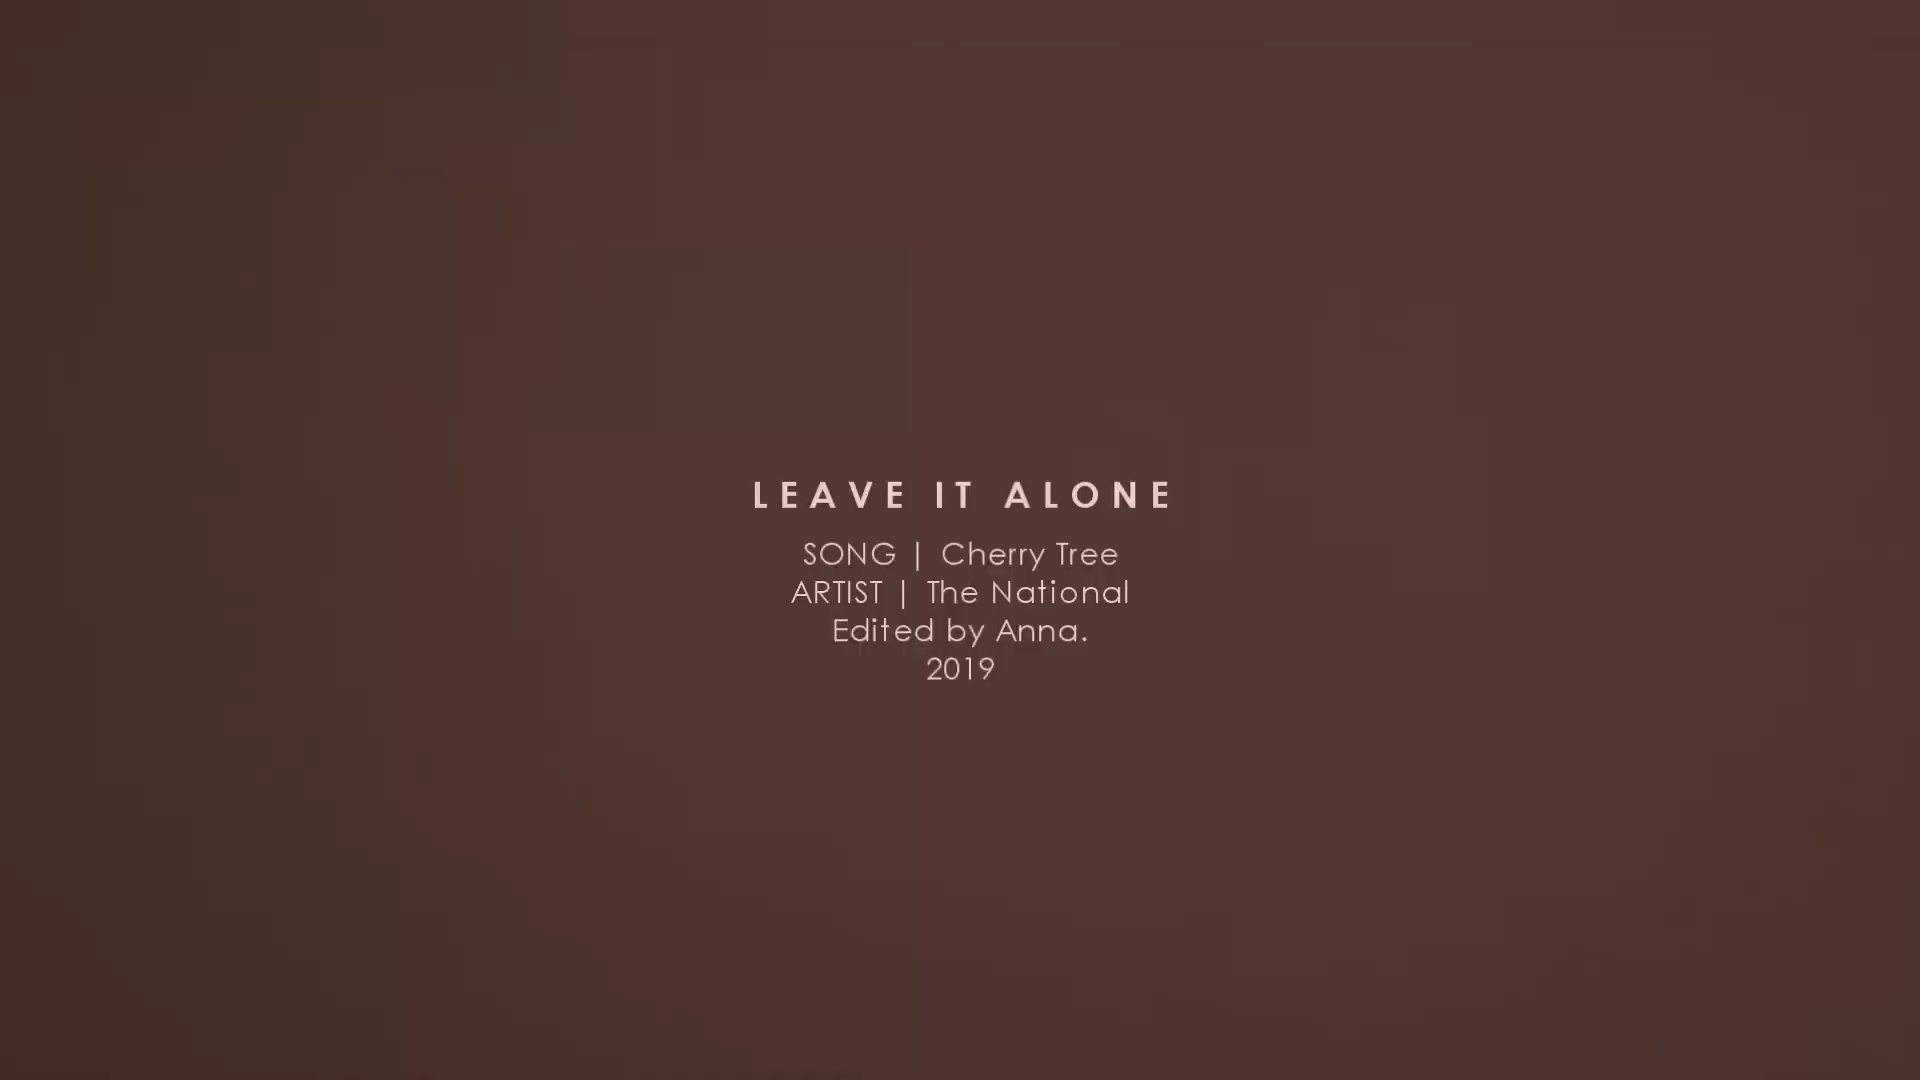 LEAVE IT ALONE
SONG | Cherry Tree
ARTIST | The National
Edited by Anna.
2019